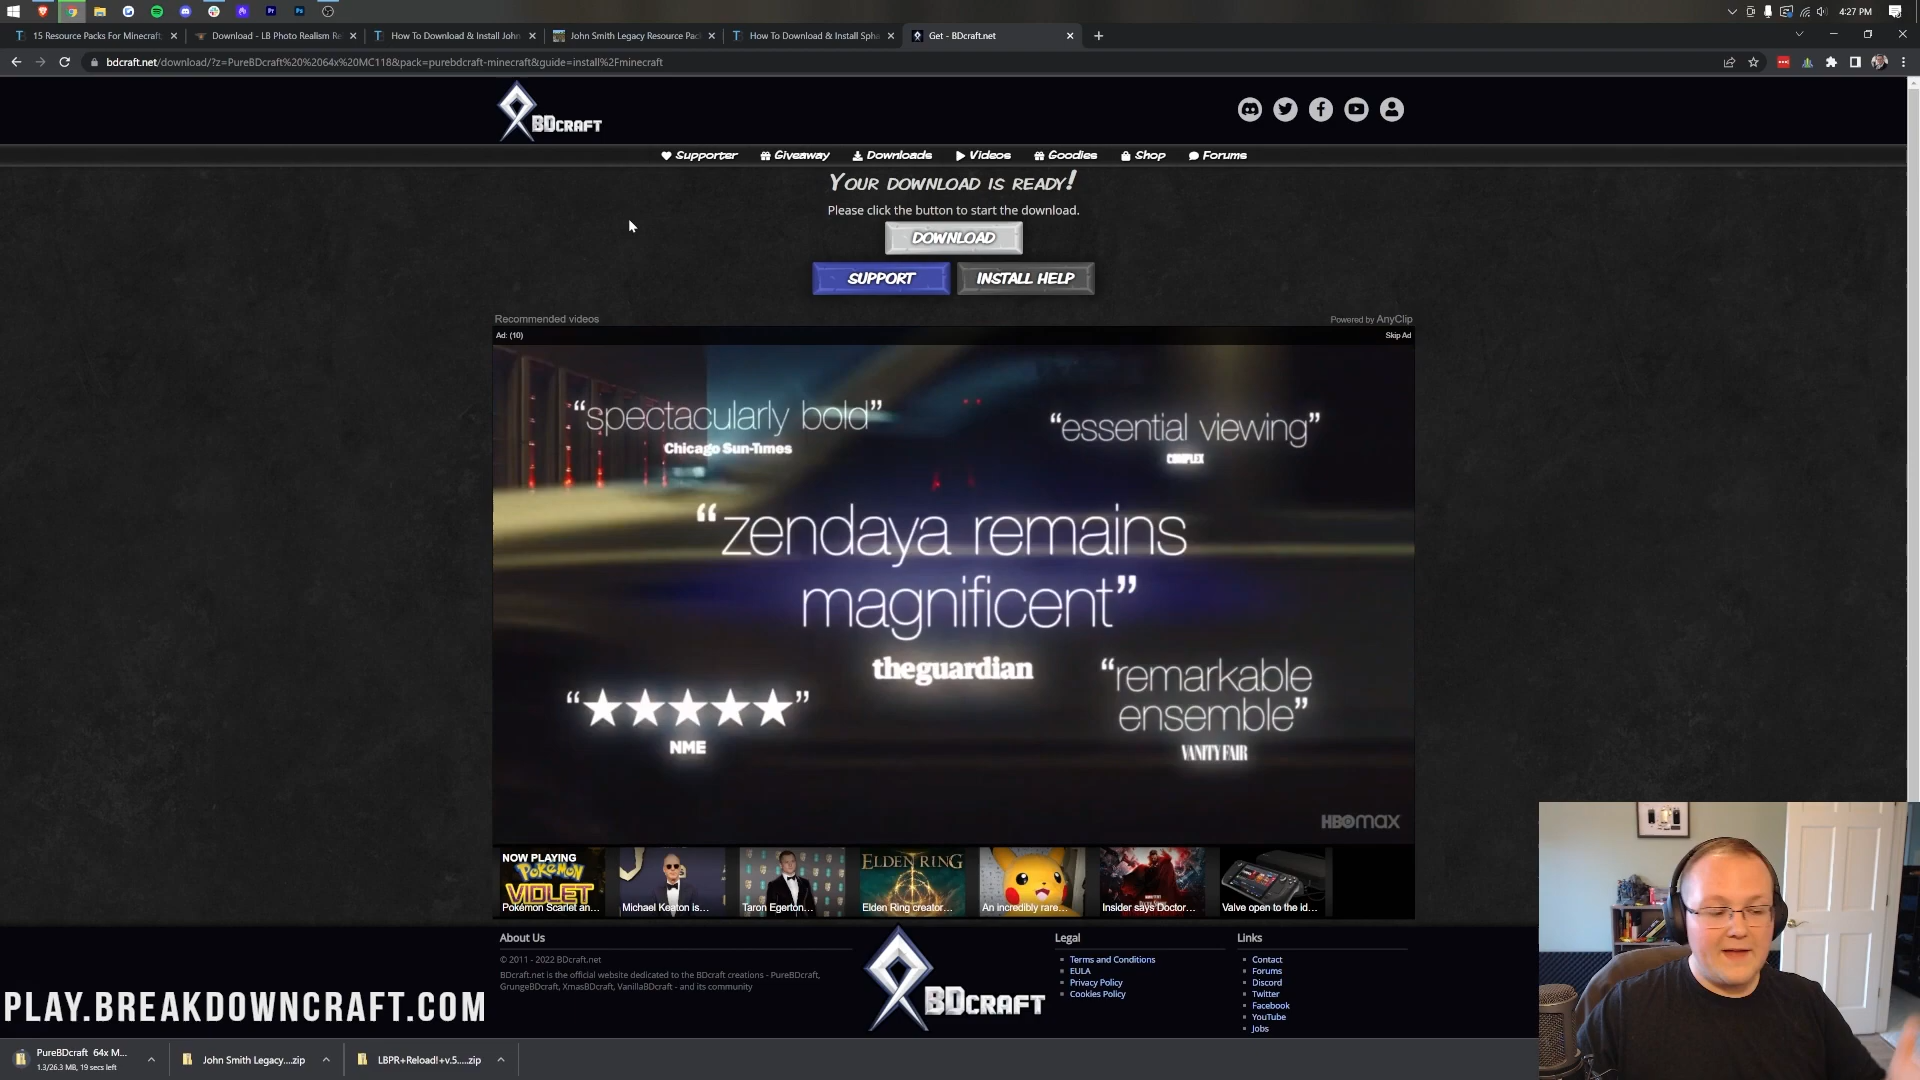 4:27 PM
15 Resource Packs For Minecraft
Download - LB Photo Realism Re
How To Download & Install John
John Smith Legacy Resource Pac
How To Download & Install Spha
Get - BDcraft.net
bdcraft.net/download/?z=PureBDcraft%20%2064x%20MC118&pack=purebdcraft-minecraft&guide=install%2Fminecraft
BDCRAFT
Supporter
Giveaway
Downloads
Videos
Goodies
Shop
Forums
YOUR DOWNLOAD IS READY!
Please click the button to start the download.
DOWNLOAD
SUPPORT
INSTALL HELP
Recommended videos
Powered by AnyClip
Ad: (10)
Skip Ad
“spectacularly bold”
Chicago Sun-Times
“essential viewing”
COMPLEX
“zendaya remains
magnificent”
theguardian
“★★★★★”
NME
“remarkable
ensemble”
VANITY FAIR
HBOmax
NOW PLAYING
POKéMON
VIOLET
Pokémon Scarlet an...
Michael Keaton is...
Taron Egerton...
ELDEN RING
Elden Ring creator...
An incredibly rare...
Insider says Doctor...
Valve open to the id...
About Us
© 2011 - 2022 BDcraft.net
BDcraft.net is the official website dedicated to the BDcraft creations - PureBDcraft,
GrungeBDcraft, XmasBDcraft, VanillaBDcraft - and its community
BDCRAFT
Legal
Terms and Conditions
EULA
Privacy Policy
Cookies Policy
Links
Contact
Forums
Discord
Twitter
Facebook
YouTube
Jobs
PLAY.BREAKDOWNCRAFT.COM
PureBDcraft 64x M...
1.3/26.3 MB, 19 secs left
John Smith Legacy....zip
LBPR+Reload!+v.5.....zip